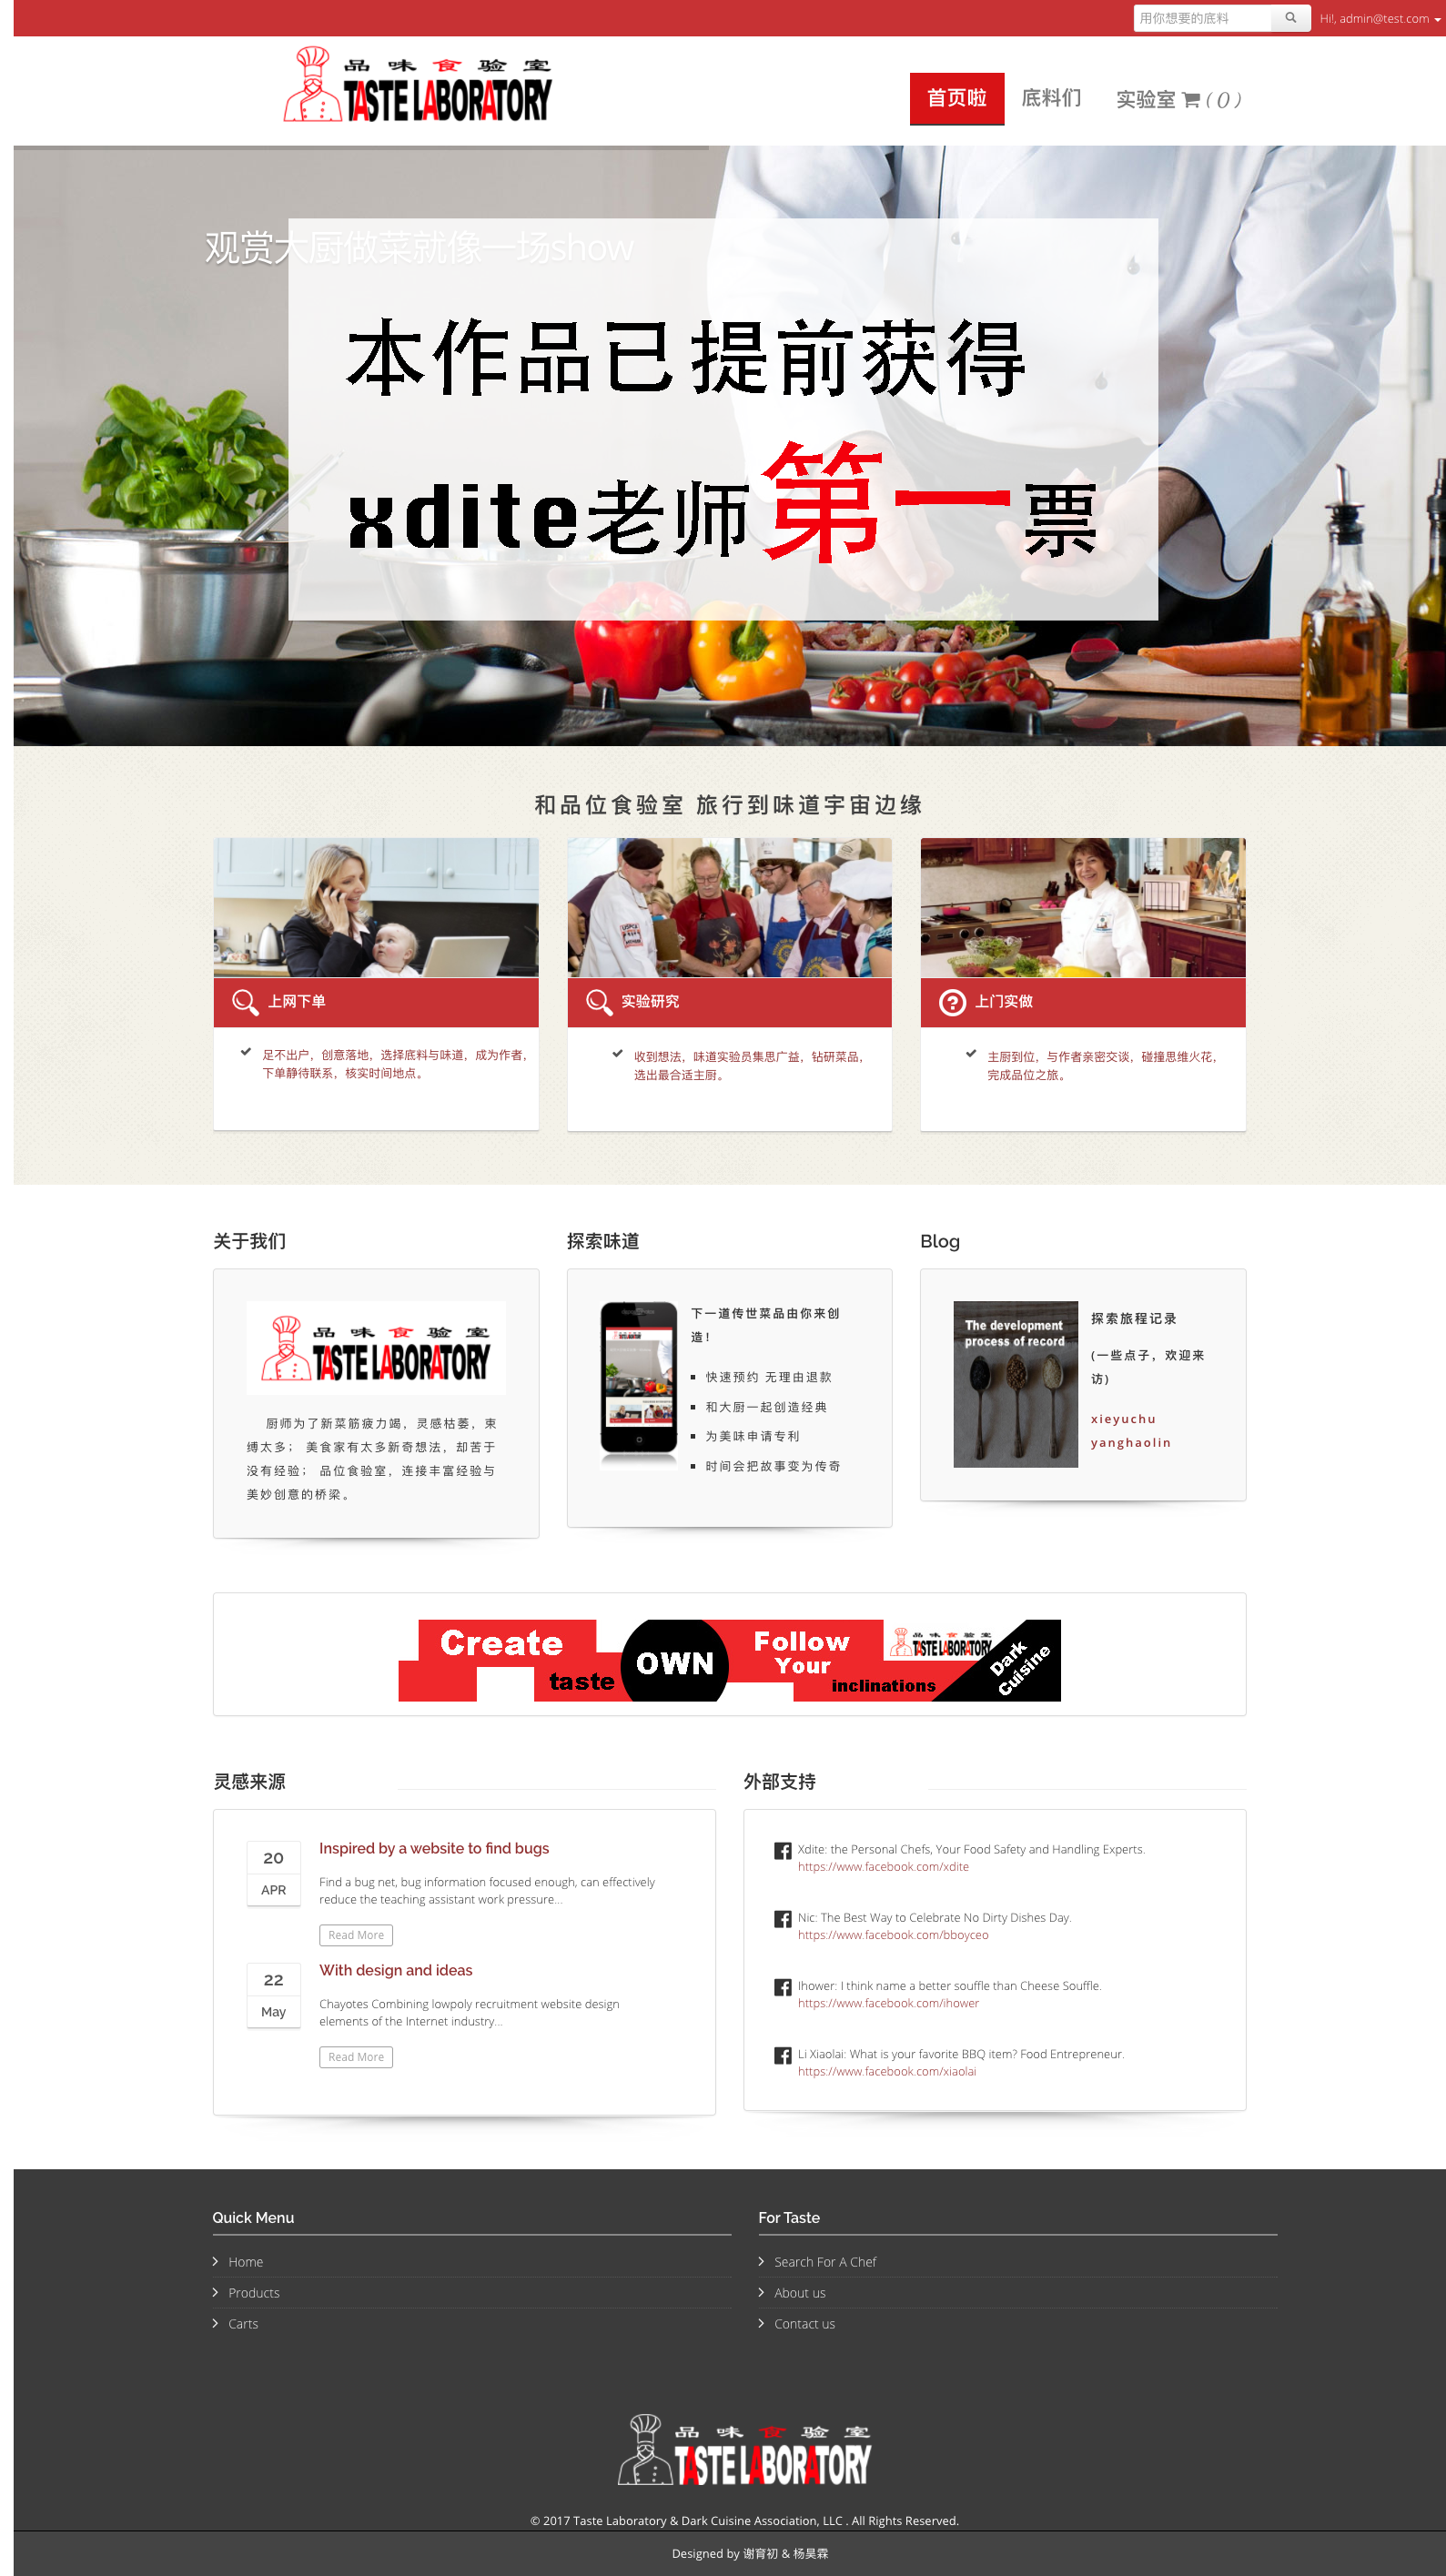 用你想要的底料
Hi!, admin@test.com
品味食验室
TASTE LABORATORY
首页啦
底料们
实验室 ( 0 )
观赏大厨做菜就像一场show
本作品已提前获得
xdite老师第一票
和品位食验室 旅行到味道宇宙边缘
上网下单
足不出户，创意落地，选择底料与味道，成为作者，
下单静待联系，核实时间地点。
实验研究
收到想法，味道实验员集思广益，钻研菜品，
选出最合适主厨。
上门实做
主厨到位，与作者亲密交谈，碰撞思维火花，
完成品位之旅。
关于我们
品味食验室
TASTE LABORATORY
厨师为了新菜筋疲力竭，灵感枯萎，束
缚太多； 美食家有太多新奇想法，却苦于
没有经验； 品位食验室，连接丰富经验与
美妙创意的桥梁。
探索味道
下一道传世菜品由你来创
造！
快速预约 无理由退款
和大厨一起创造经典
为美味申请专利
时间会把故事变为传奇
Blog
The development
process of record
探索旅程记录
(一些点子，欢迎来
访)
xieyuchu
yanghaolin
Create
taste
OWN
Follow
Your
inclinations
品味食验室
TASTE LABORATORY
Dark
Cuisine
灵感来源
20
APR
Inspired by a website to find bugs
Find a bug net, bug information focused enough, can effectively
reduce the teaching assistant work pressure...
Read More
22
May
With design and ideas
Chayotes Combining lowpoly recruitment website design
elements of the Internet industry...
Read More
外部支持
Xdite: the Personal Chefs, Your Food Safety and Handling Experts.
https://www.facebook.com/xdite
Nic: The Best Way to Celebrate No Dirty Dishes Day.
https://www.facebook.com/bboyceo
Ihower: I think name a better souffle than Cheese Souffle.
https://www.facebook.com/ihower
Li Xiaolai: What is your favorite BBQ item? Food Entrepreneur.
https://www.facebook.com/xiaolai
Quick Menu
Home
Products
Carts
For Taste
Search For A Chef
About us
Contact us
品味食验室
TASTE LABORATORY
© 2017 Taste Laboratory & Dark Cuisine Association, LLC . All Rights Reserved.
Designed by 谢育初 & 杨昊霖